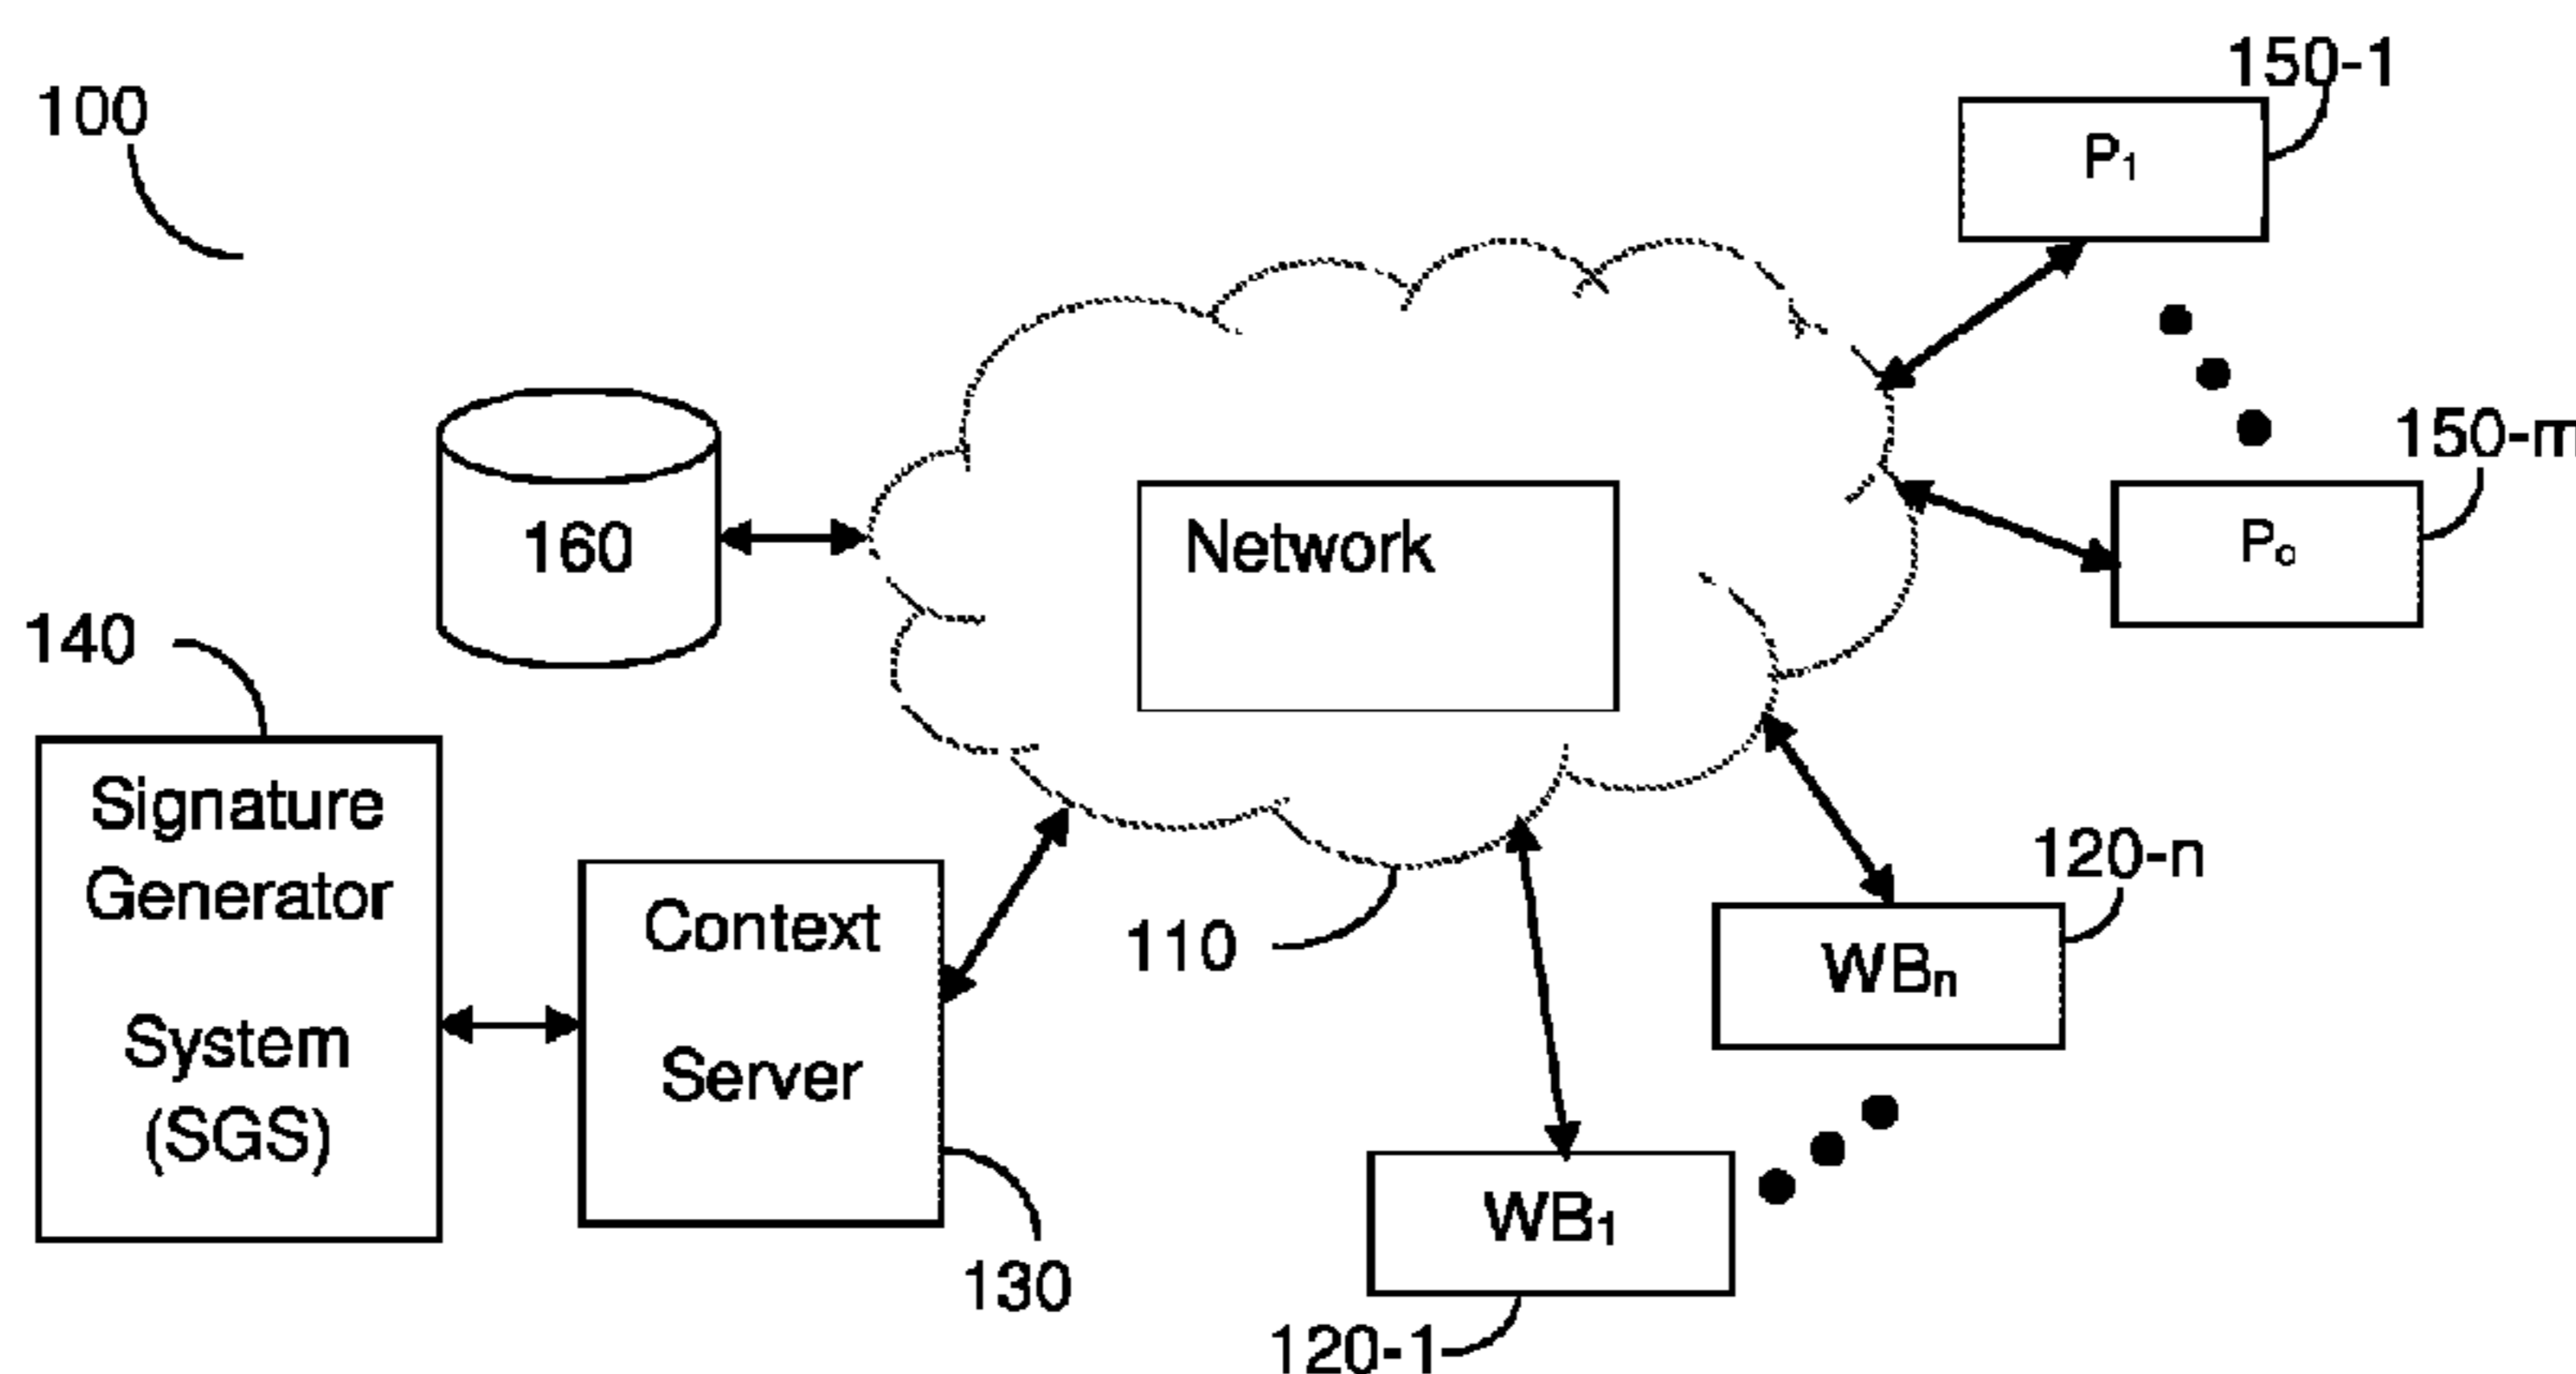 150-1
100
P₁
150-m
Network
Pₒ
160
140
Signature
Generator
System
(SGS)
Context
Server
110
120-n
WBₙ
WB₁
130
120-1